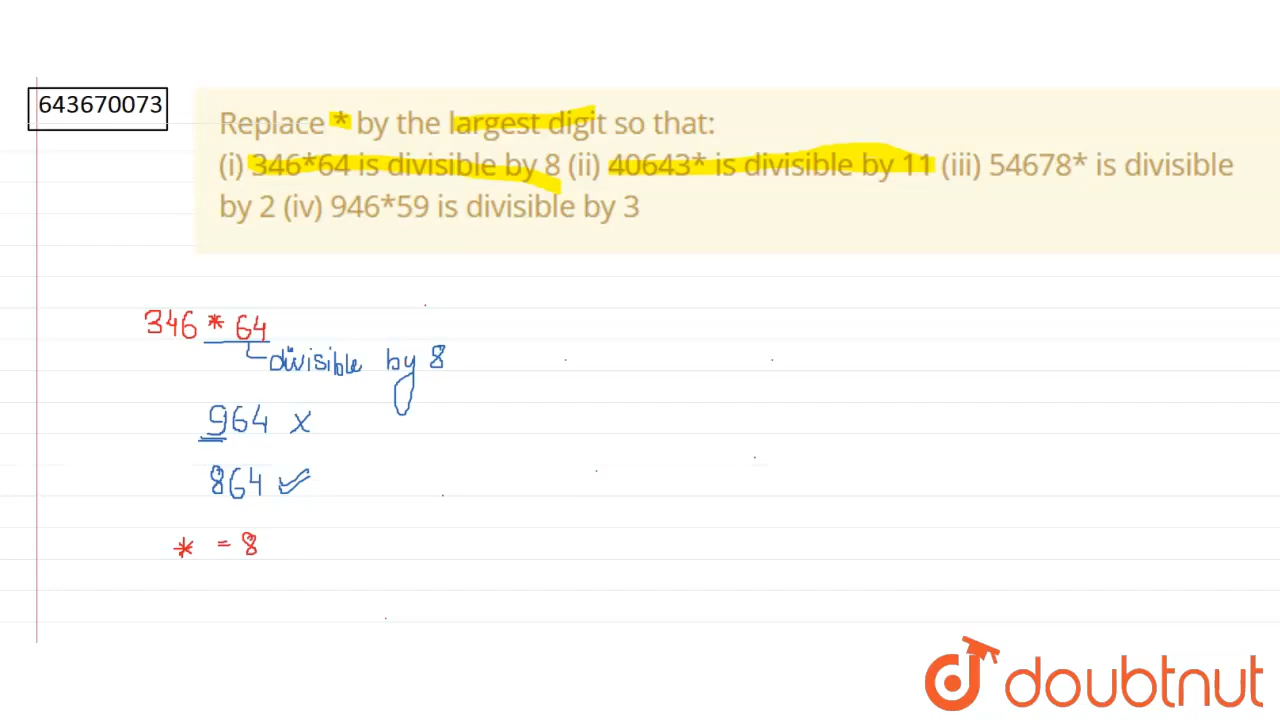 643670073
Replace * by the largest digit so that:
(i) 346*64 is divisible by 8 (ii) 40643* is divisible by 11 (iii) 54678* is divisible
by 2 (iv) 946*59 is divisible by 3
346 * 64
divisible by 8
964 x
864 ✓
* = 8
doubtnut